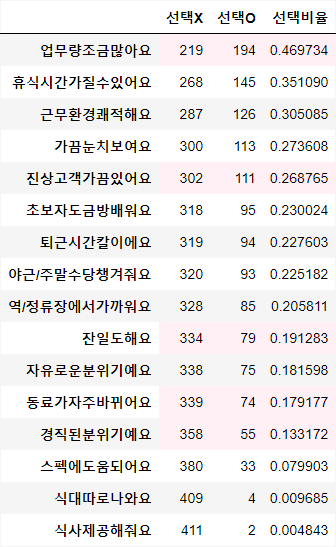 선택X 선택O 선택비율
업무량조금많아요 219 194 0.469734
휴식시간가질수있어요 268 145 0.351090
근무환경쾌적해요 287 126 0.305085
가끔눈치보여요 300 113 0.273608
진상고객가끔있어요 302 111 0.268765
초보자도금방배워요 318 95 0.230024
퇴근시간칼이에요 319 94 0.227603
야근/주말수당챙겨줘요 320 93 0.225182
역/정류장에서가까워요 328 85 0.205811
잔일도해요 334 79 0.191283
자유로운분위기예요 338 75 0.181598
동료가자주바뀌어요 339 74 0.179177
경직된분위기예요 358 55 0.133172
스펙에도움되어요 380 33 0.079903
식대따로나와요 409 4 0.009685
식사제공해줘요 411 2 0.004843